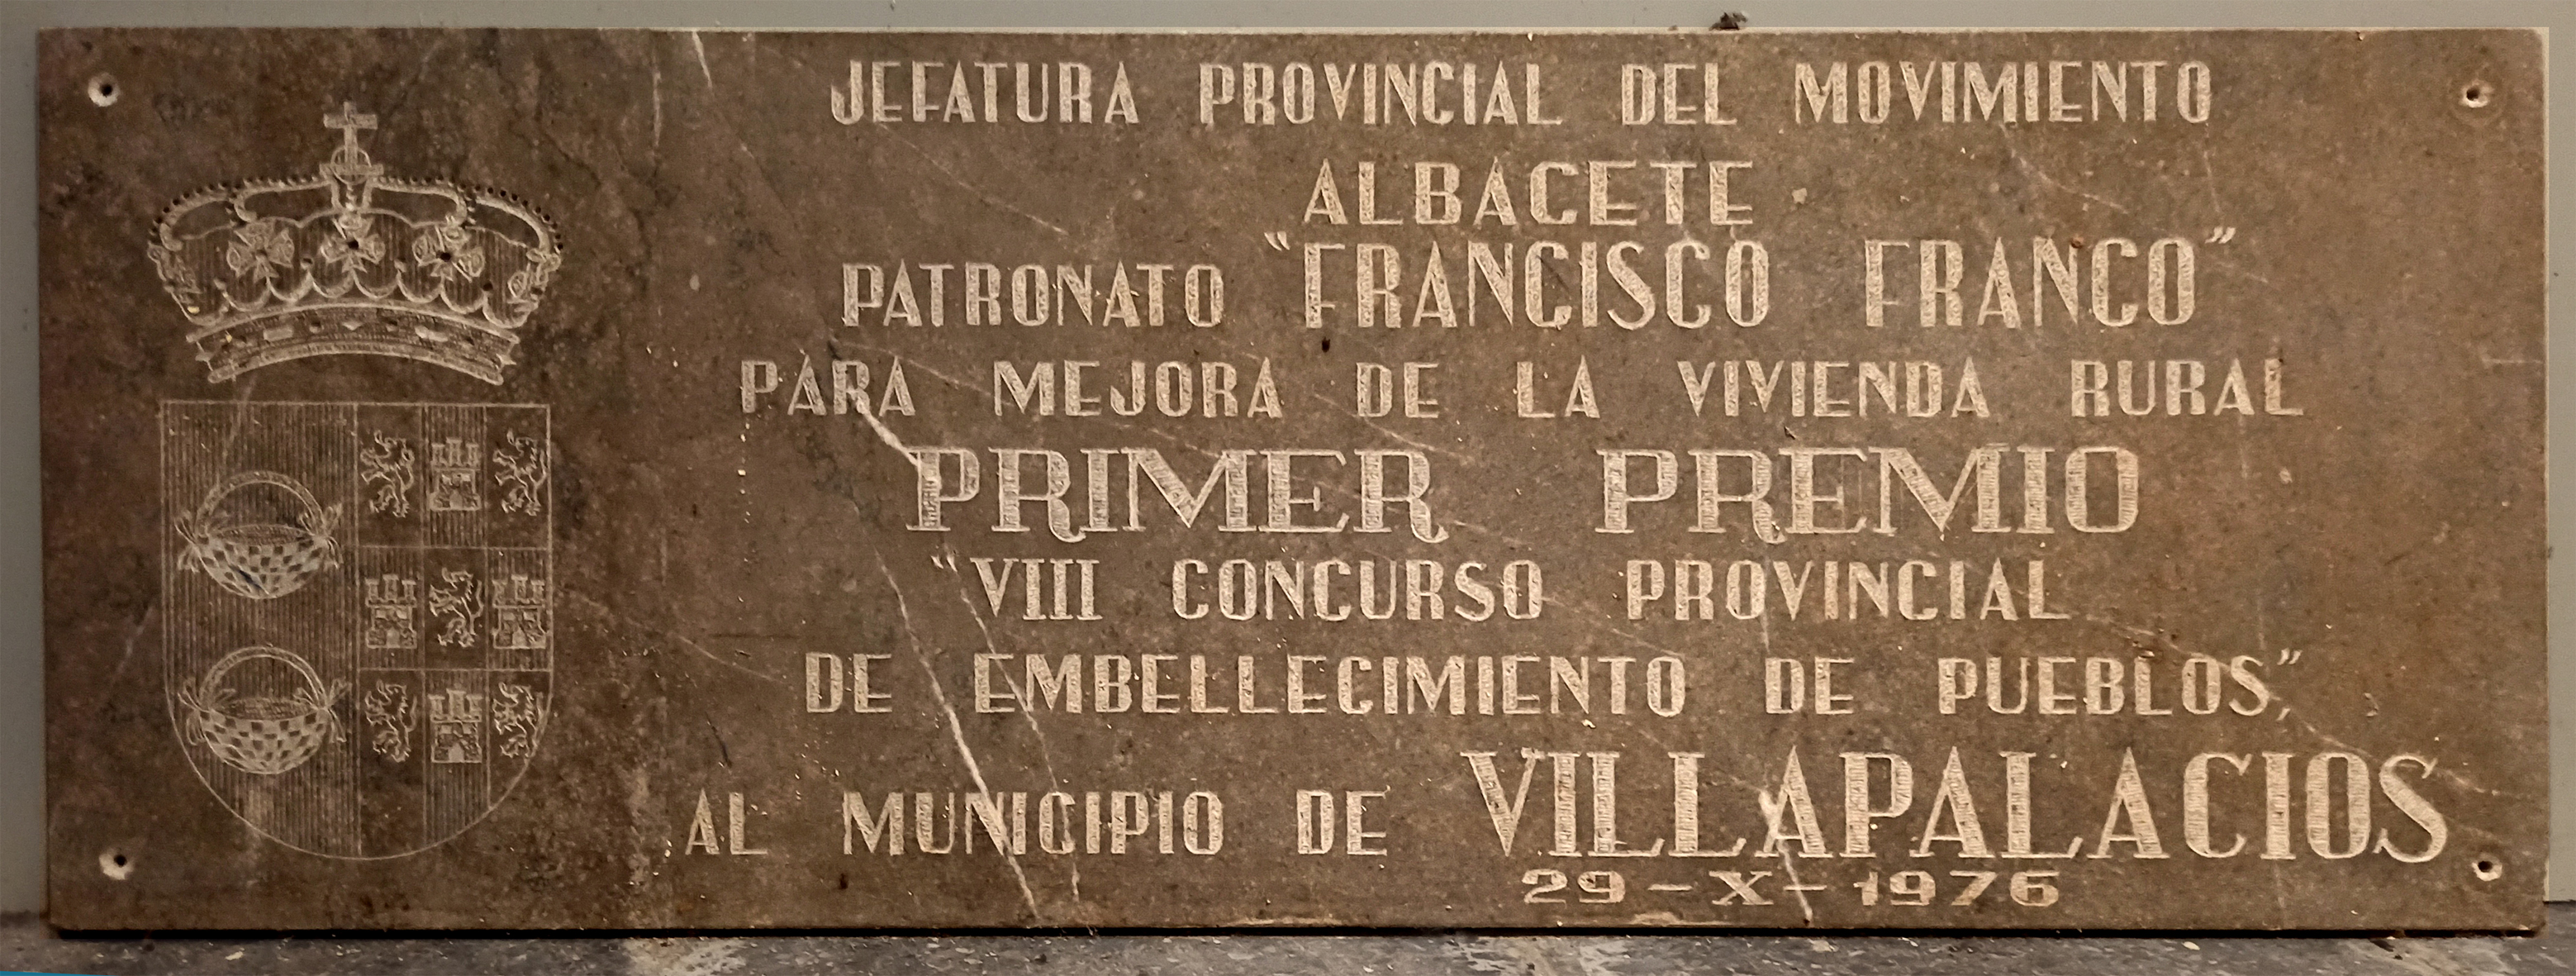 JEFATURA PROVINCIAL DEL MOVIMIENTO
ALBACETE
PATRONATO "FRANCISCO FRANCO"
PARA MEJORA DE LA VIVIENDA RURAL
PRIMER PREMIO
"VIII CONCURSO PROVINCIAL
DE EMBELLECIMIENTO DE PUEBLOS",
AL MUNICIPIO DE VILLAPALACIOS
29-X-1976